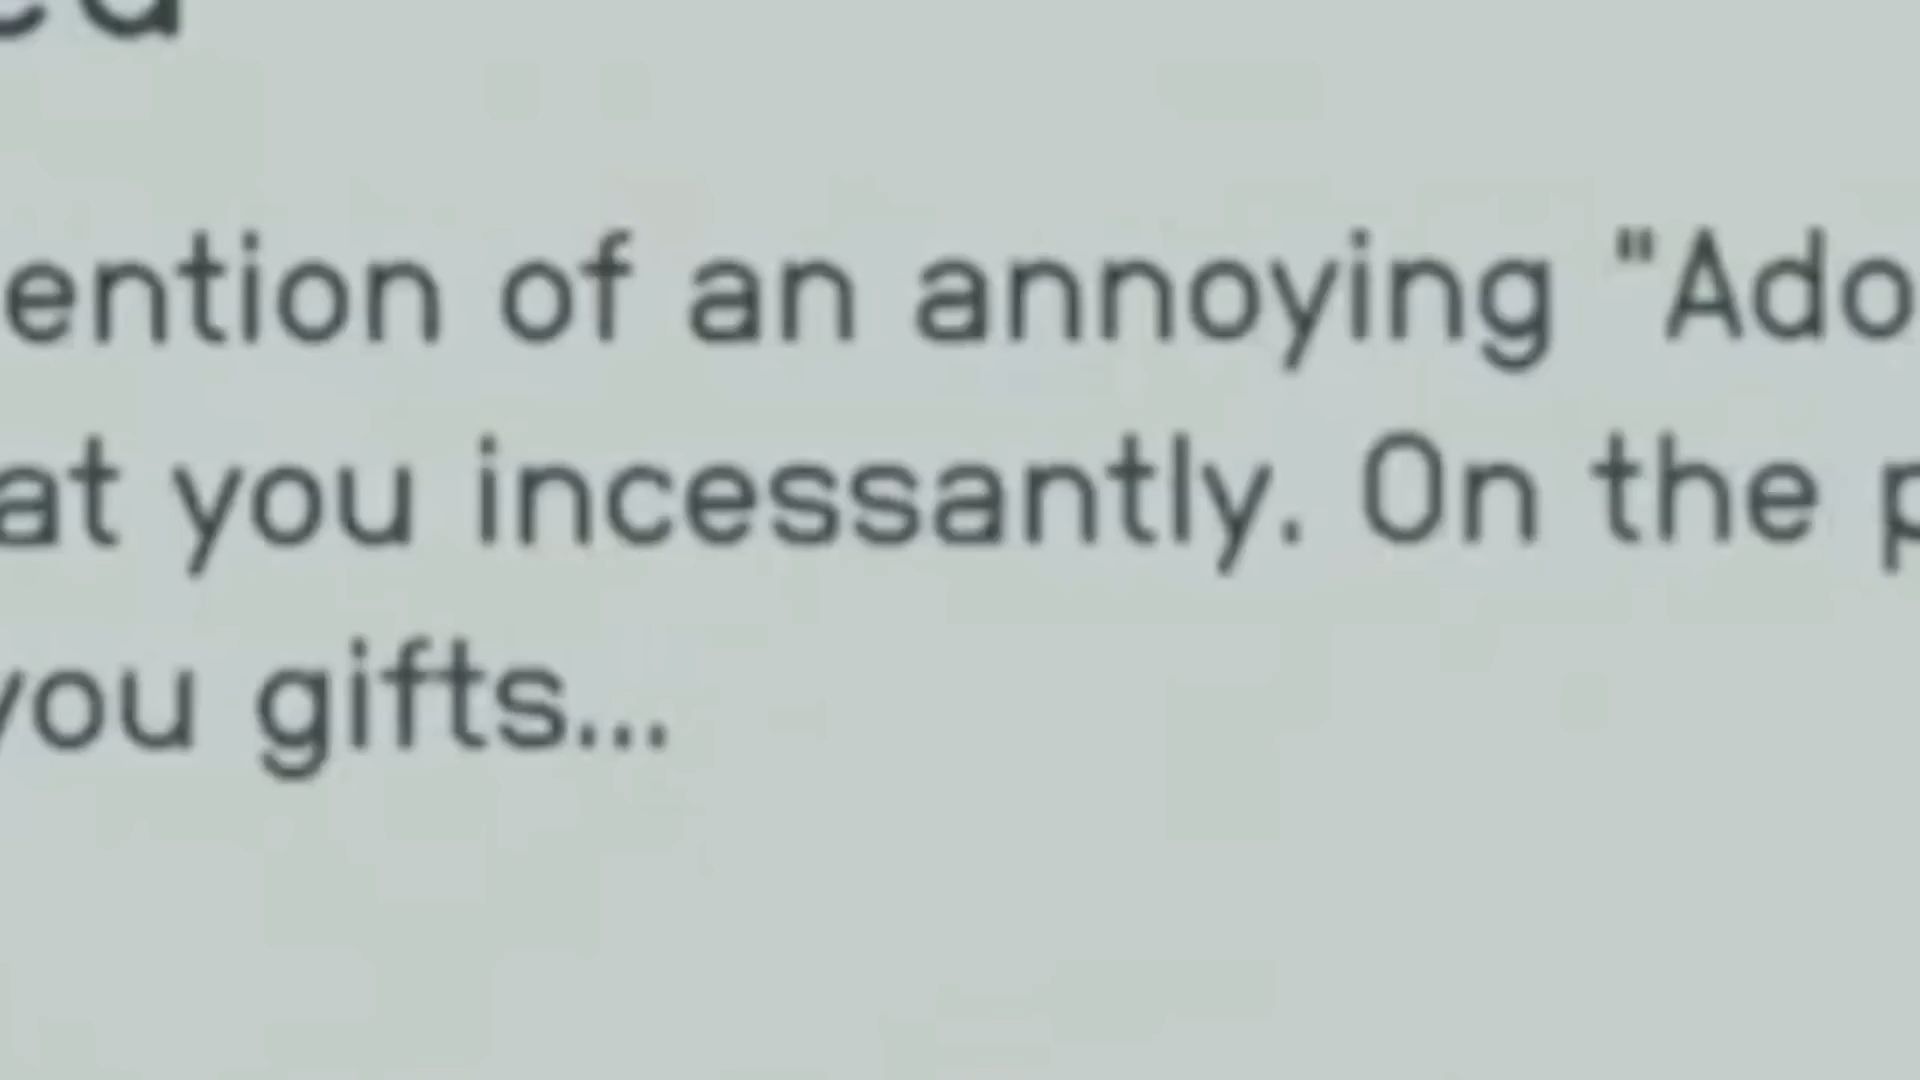 ention of an annoying "Ado
at you incessantly. On the p
you gifts...